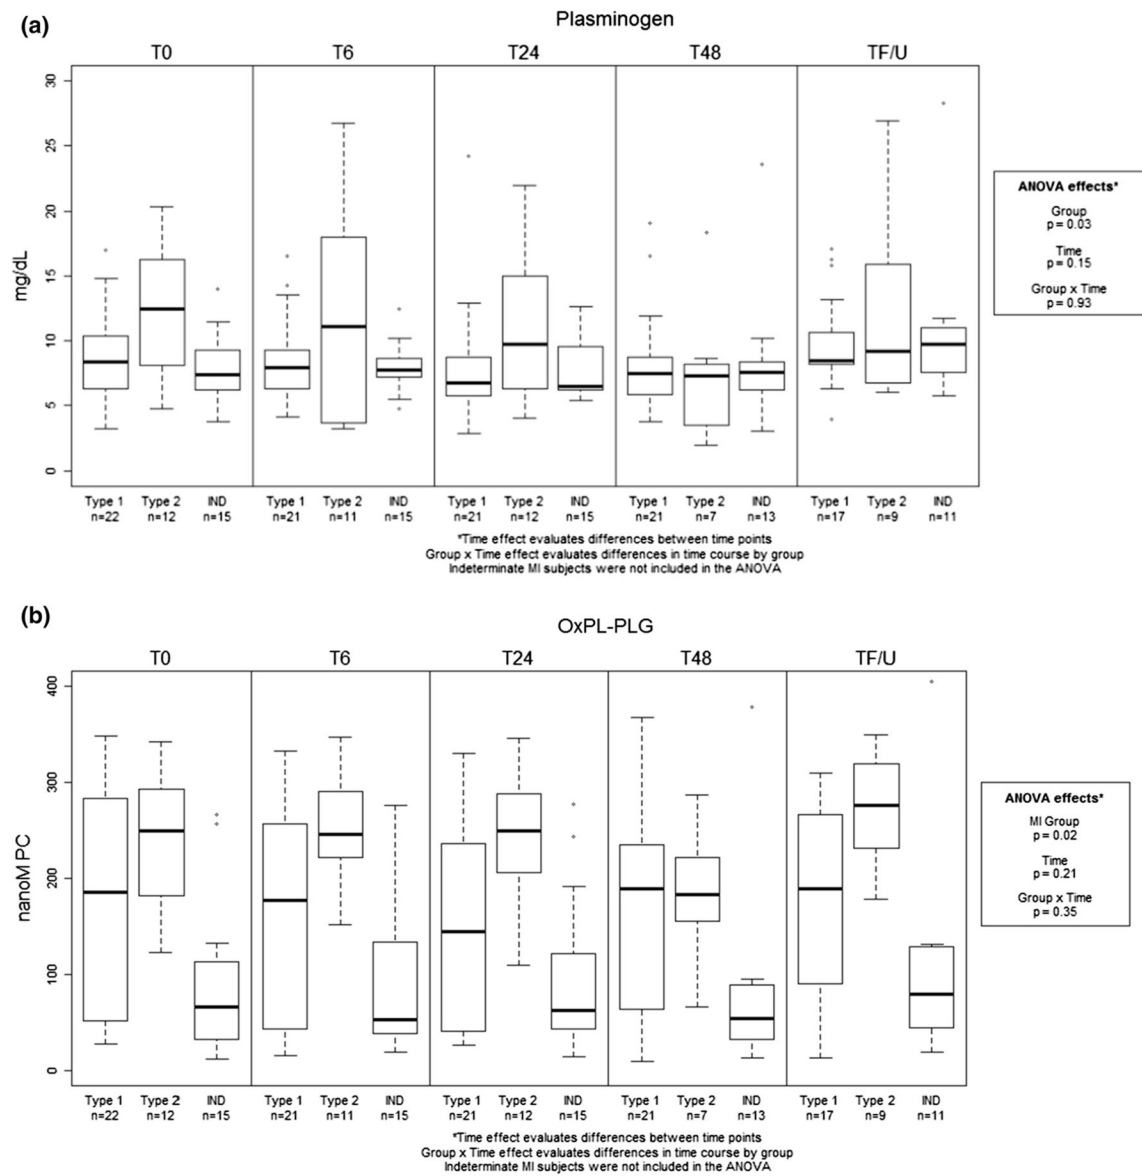 (a)
Plasminogen
T0 T6 T24 T48 TF/U
30
25
20
15
10
5
0
mg/dL
Type 1 Type 2 IND Type 1 Type 2 IND Type 1 Type 2 IND Type 1 Type 2 IND Type 1 Type 2 IND
n=22 n=12 n=15 n=21 n=11 n=15 n=21 n=12 n=15 n=21 n=7 n=13 n=17 n=9 n=11
*Time effect evaluates differences between time points
Group x Time effect evaluates differences in time course by group
Indeterminate MI subjects were not included in the ANOVA
ANOVA effects*
Group
p = 0.03
Time
p = 0.15
Group x Time
p = 0.93
(b)
OxPL-PLG
T0 T6 T24 T48 TF/U
400
300
200
100
0
nanoM PC
Type 1 Type 2 IND Type 1 Type 2 IND Type 1 Type 2 IND Type 1 Type 2 IND Type 1 Type 2 IND
n=22 n=12 n=15 n=21 n=11 n=15 n=21 n=12 n=15 n=21 n=7 n=13 n=17 n=9 n=11
*Time effect evaluates differences between time points
Group x Time effect evaluates differences in time course by group
Indeterminate MI subjects were not included in the ANOVA
ANOVA effects*
MI Group
p = 0.02
Time
p = 0.21
Group x Time
p = 0.35